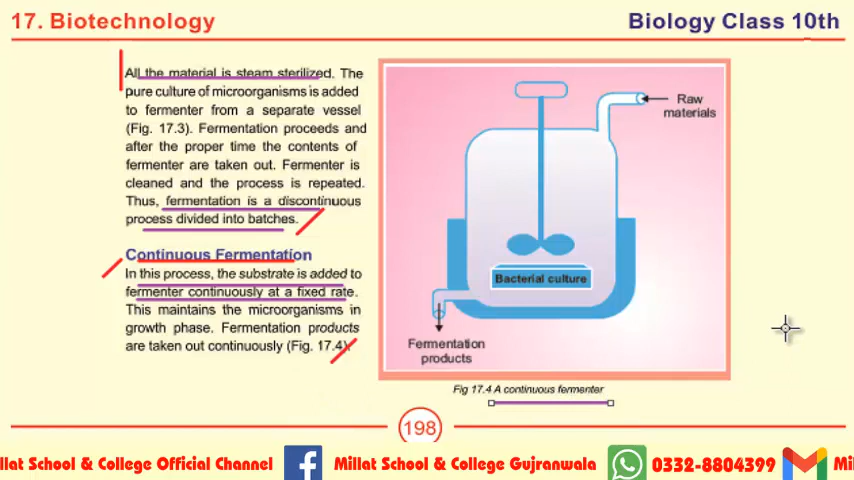 17. Biotechnology
Biology Class 10th
All the material is steam sterilized. The
pure culture of microorganisms is added
to fermenter from a separate vessel
(Fig. 17.3). Fermentation proceeds and
after the proper time the contents of
fermenter are taken out. Fermenter is
cleaned and the process is repeated.
Thus, fermentation is a discontinuous
process divided into batches.
Continuous Fermentation
In this process, the substrate is added to
fermenter continuously at a fixed rate.
This maintains the microorganisms in
growth phase. Fermentation products
are taken out continuously (Fig. 17.4).
Raw
materials
Bacterial culture
Fermentation
products
Fig 17.4 A continuous fermenter
198
llat School & College Official Channel
Millat School & College Gujranwala
0332-8804399
Mi